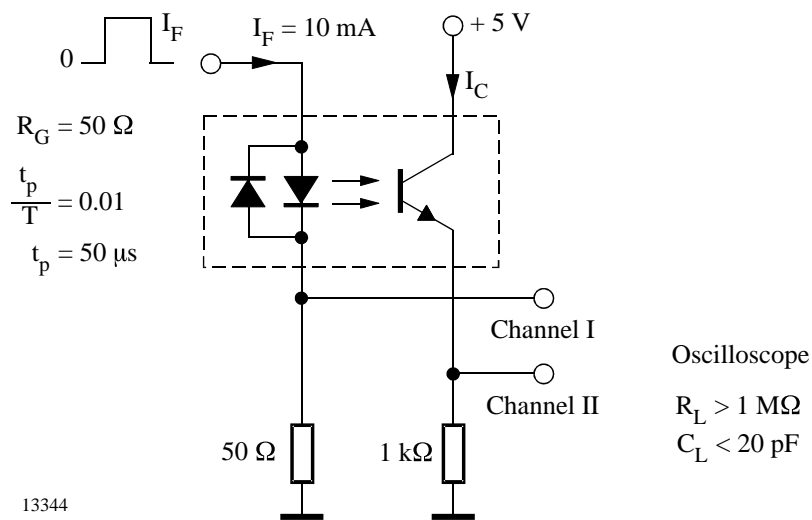 I_F
0
I_F = 10 mA
+ 5 V
I_C
R_G = 50 Ω
t_p
T
= 0.01
t_p = 50 μs
Channel I
Channel II
50 Ω
1 kΩ
Oscilloscope
R_L > 1 MΩ
C_L < 20 pF
13344